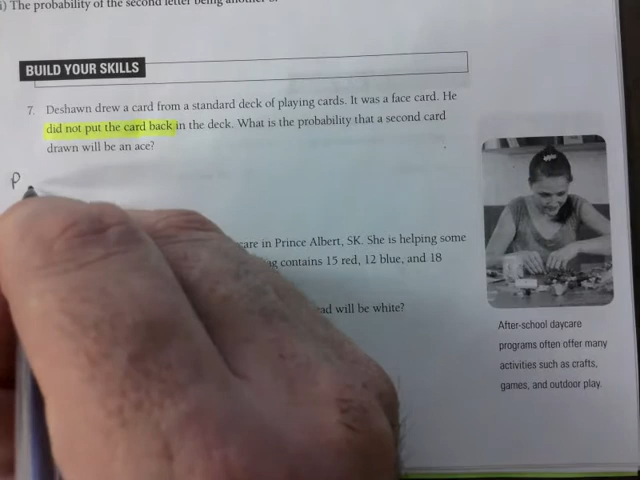 i) The probability of the second letter being another
BUILD YOUR SKILLS
7. Deshawn drew a card from a standard deck of playing cards. It was a face card. He
did not put the card back in the deck. What is the probability that a second card
drawn will be an ace?
P
care in Prince Albert, SK. She is helping some
contains 15 red, 12 blue, and 18
will be white?
After-school daycare
programs often offer many
activities such as crafts,
games, and outdoor play.